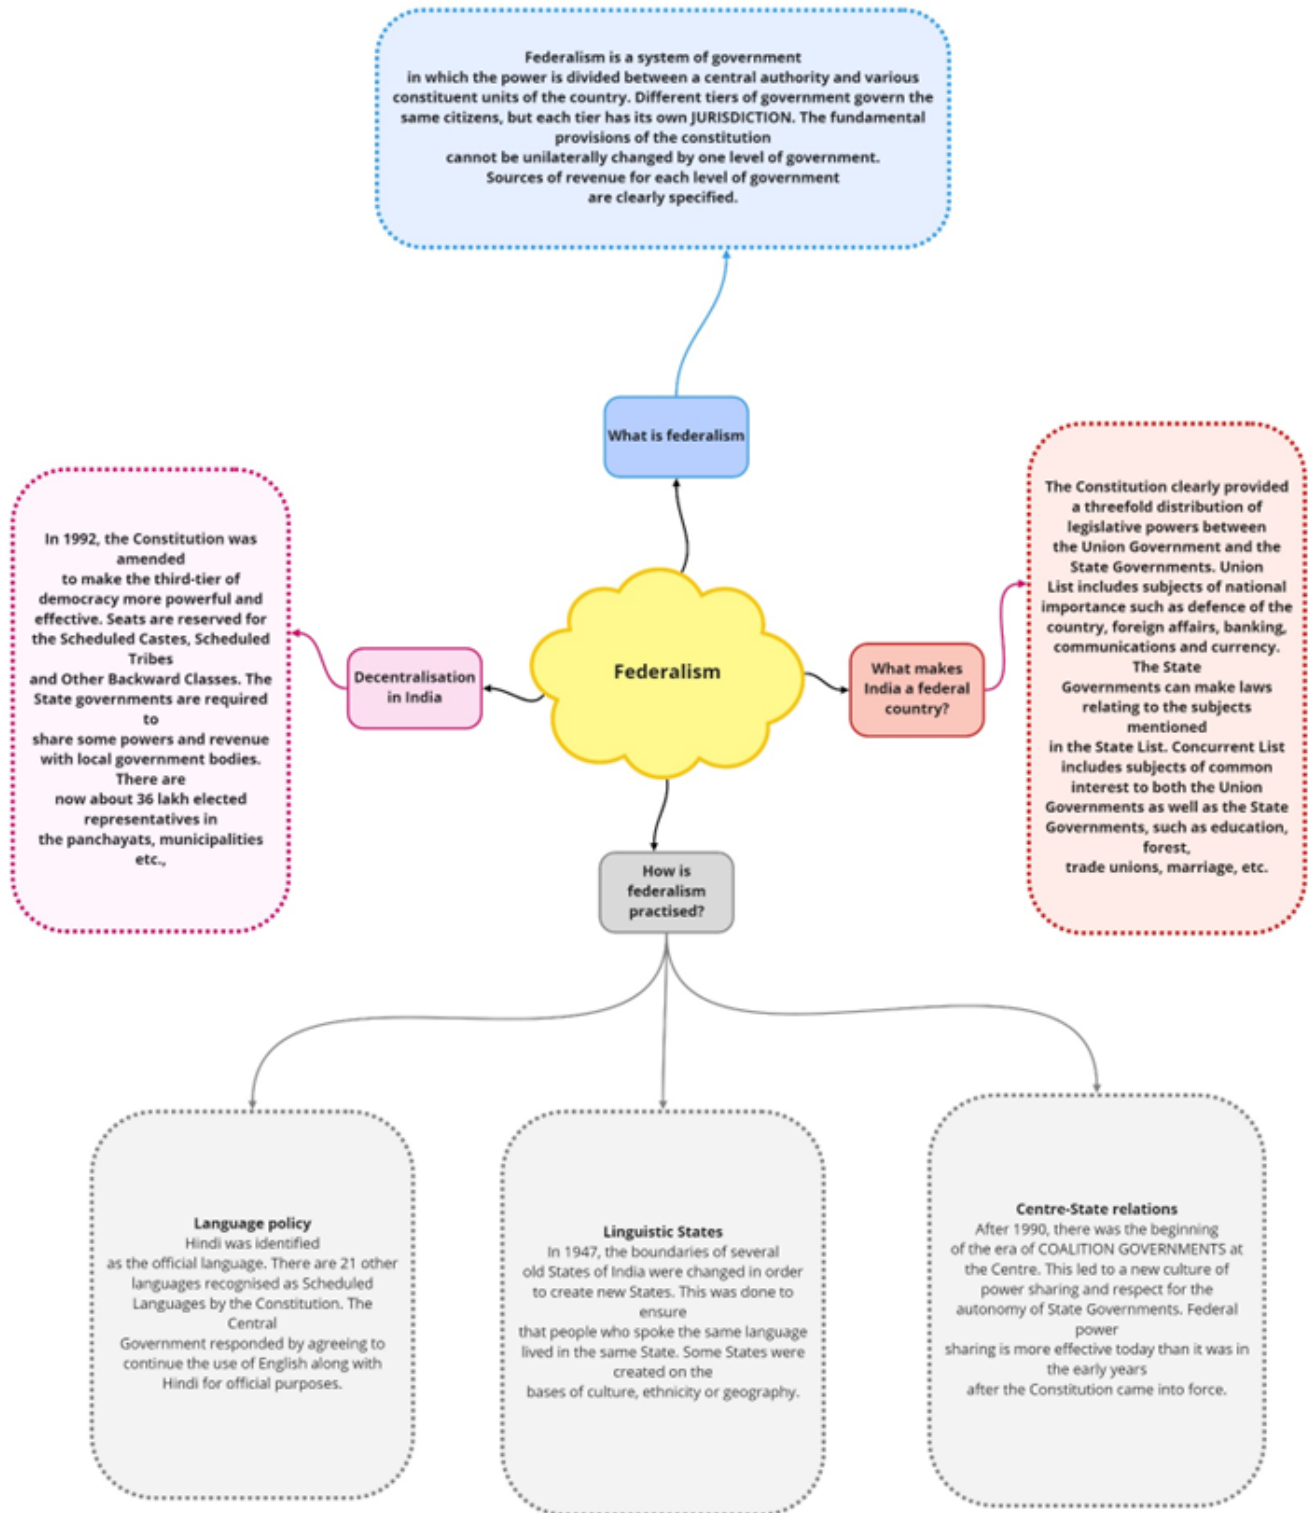 Federalism is a system of government
in which the power is divided between a central authority and various
constituent units of the country. Different tiers of government govern the
same citizens, but each tier has its own JURISDICTION. The fundamental
provisions of the constitution
cannot be unilaterally changed by one level of government.
Sources of revenue for each level of government
are clearly specified.
What is federalism
In 1992, the Constitution was
amended
to make the third-tier of
democracy more powerful and
effective. Seats are reserved for
the Scheduled Castes, Scheduled
Tribes
and Other Backward Classes. The
State governments are required
to
share some powers and revenue
with local government bodies.
There are
now about 36 lakh elected
representatives in
the panchayats, municipalities
etc.,
Decentralisation
in India
Federalism
What makes
India a federal
country?
The Constitution clearly provided
a threefold distribution of
legislative powers between
the Union Government and the
State Governments. Union
List includes subjects of national
importance such as defence of the
country, foreign affairs, banking,
communications and currency.
The State
Governments can make laws
relating to the subjects
mentioned
in the State List. Concurrent List
includes subjects of common
interest to both the Union
Governments as well as the State
Governments, such as education,
forest,
trade unions, marriage, etc.
How is
federalism
practised?
Language policy
Hindi was identified
as the official language. There are 21 other
languages recognised as Scheduled
Languages by the Constitution. The
Central
Government responded by agreeing to
continue the use of English along with
Hindi for official purposes.
Linguistic States
In 1947, the boundaries of several
old States of India were changed in order
to create new States. This was done to
ensure
that people who spoke the same language
lived in the same State. Some States were
created on the
bases of culture, ethnicity or geography.
Centre-State relations
After 1990, there was the beginning
of the era of COALITION GOVERNMENTS at
the Centre. This led to a new culture of
power sharing and respect for the
autonomy of State Governments. Federal
power
sharing is more effective today than it was in
the early years
after the Constitution came into force.